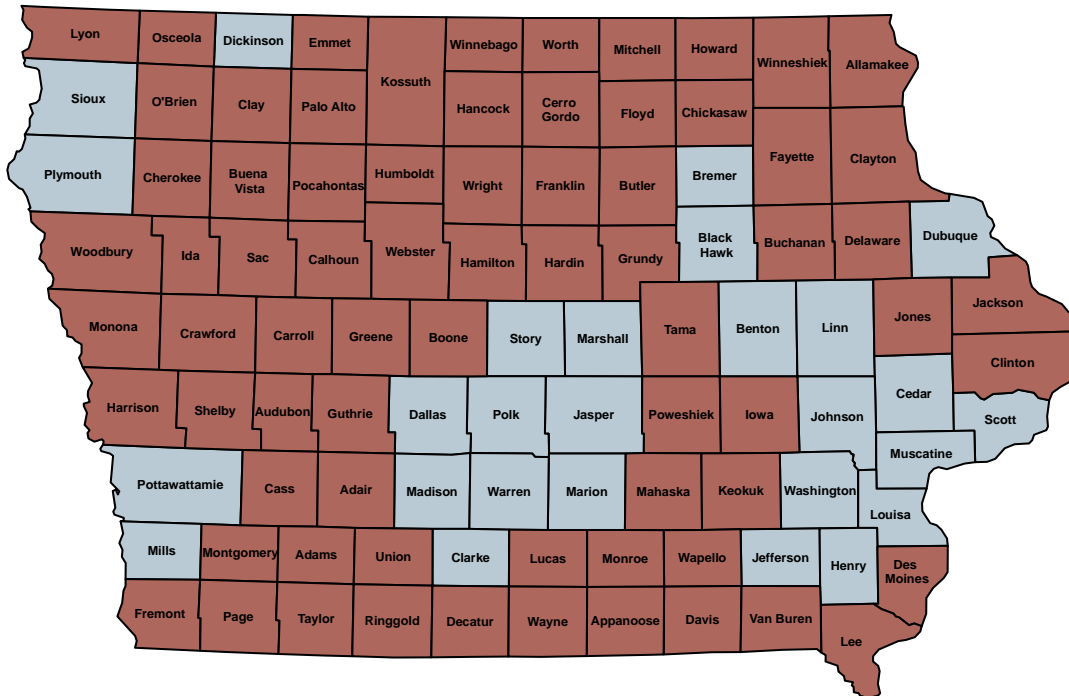 Lyon
Osceola
Dickinson
Emmet
Kossuth
Winnebago
Worth
Mitchell
Howard
Winneshiek
Allamakee
Sioux
O'Brien
Clay
Palo Alto
Hancock
Cerro
Gordo
Floyd
Chickasaw
Plymouth
Cherokee
Buena
Vista
Pocahontas
Humboldt
Wright
Franklin
Butler
Bremer
Fayette
Clayton
Woodbury
Ida
Sac
Calhoun
Webster
Hamilton
Hardin
Grundy
Black
Hawk
Buchanan
Delaware
Dubuque
Monona
Crawford
Carroll
Greene
Boone
Story
Marshall
Tama
Benton
Linn
Jones
Jackson
Clinton
Harrison
Shelby
Audubon
Guthrie
Dallas
Polk
Jasper
Poweshiek
Iowa
Johnson
Cedar
Scott
Muscatine
Pottawattamie
Cass
Adair
Madison
Warren
Marion
Mahaska
Keokuk
Washington
Louisa
Mills
Montgomery
Adams
Union
Clarke
Lucas
Monroe
Wapello
Jefferson
Henry
Des
Moines
Fremont
Page
Taylor
Ringgold
Decatur
Wayne
Appanoose
Davis
Van Buren
Lee